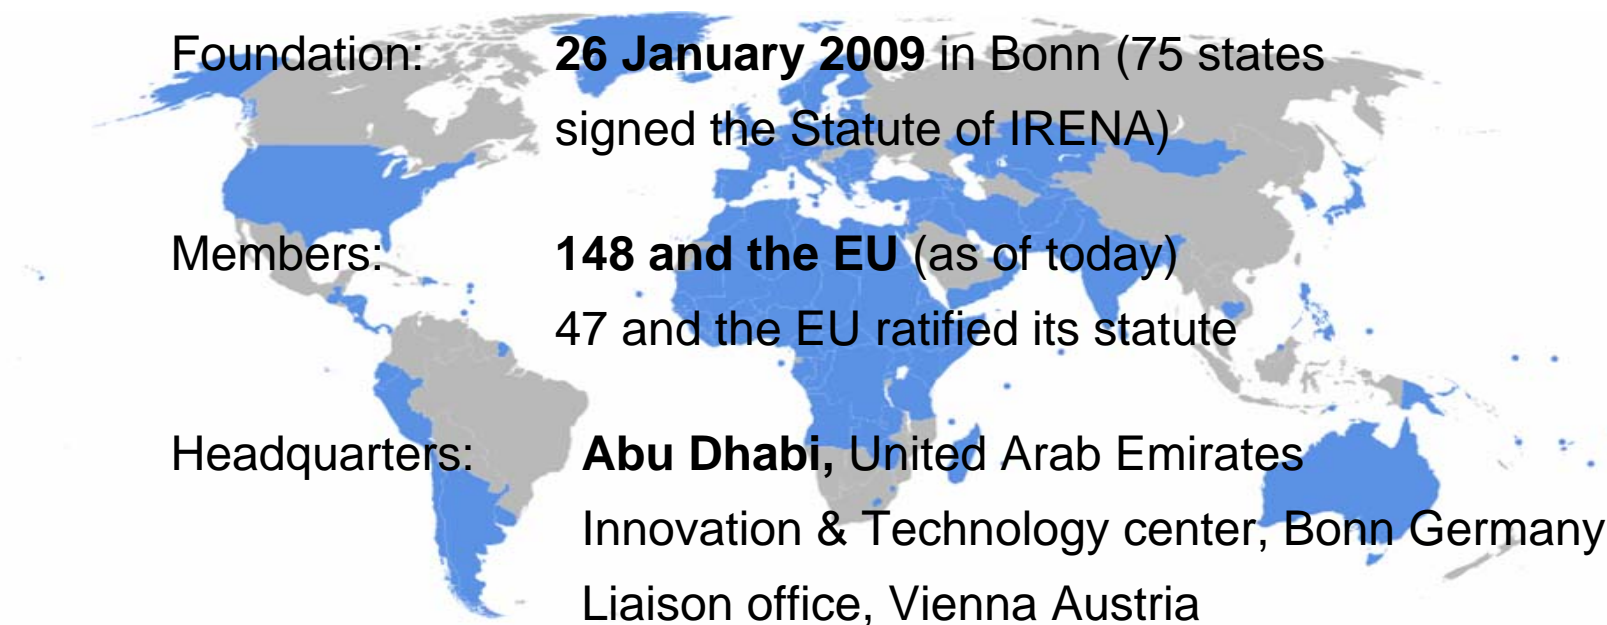 Foundation: 26 January 2009 in Bonn (75 states
signed the Statute of IRENA)
Members: 148 and the EU (as of today)
47 and the EU ratified its statute
Headquarters: Abu Dhabi, United Arab Emirates
Innovation & Technology center, Bonn Germany
Liaison office, Vienna Austria